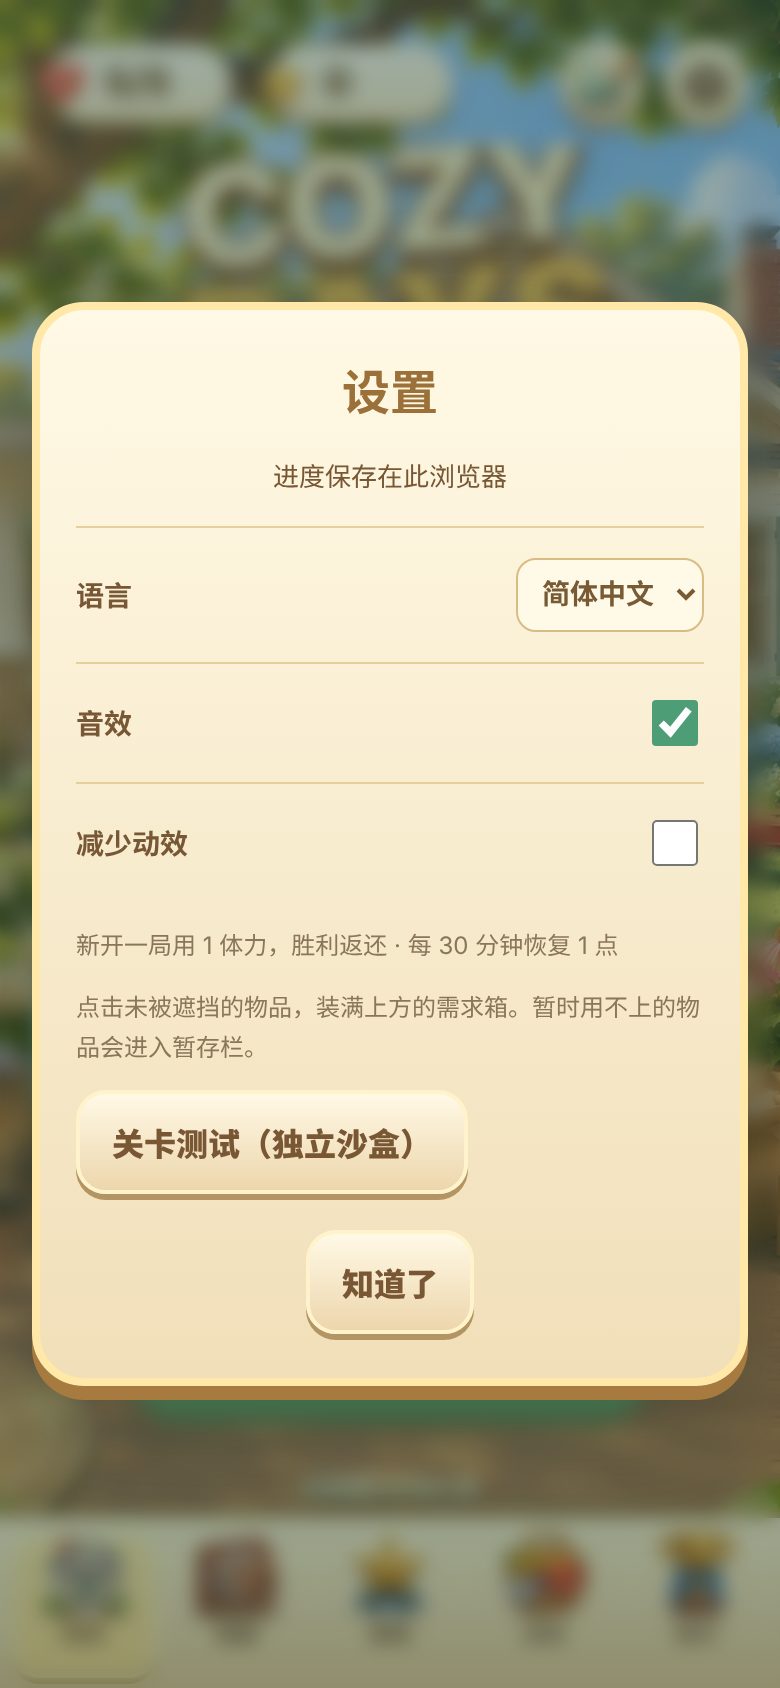 COZY
设置
进度保存在此浏览器
语言
简体中文
音效
减少动效
新开一局用 1 体力，胜利返还 · 每 30 分钟恢复 1 点
点击未被遮挡的物品，装满上方的需求箱。暂时用不上的物
品会进入暂存栏。
关卡测试（独立沙盒）
知道了